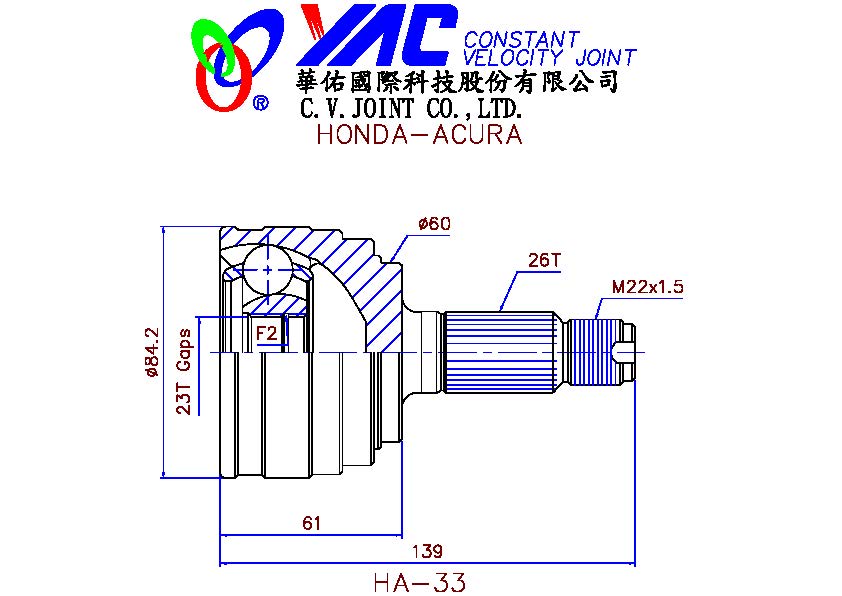 YAC CONSTANT
VELOCITY JOINT
®
華佑國際科技股份有限公司
C.V.JOINT CO.,LTD.
HONDA-ACURA
ø60
26T
M22x1.5
F2
ø84.2
23T Gaps
61
139
HA-33